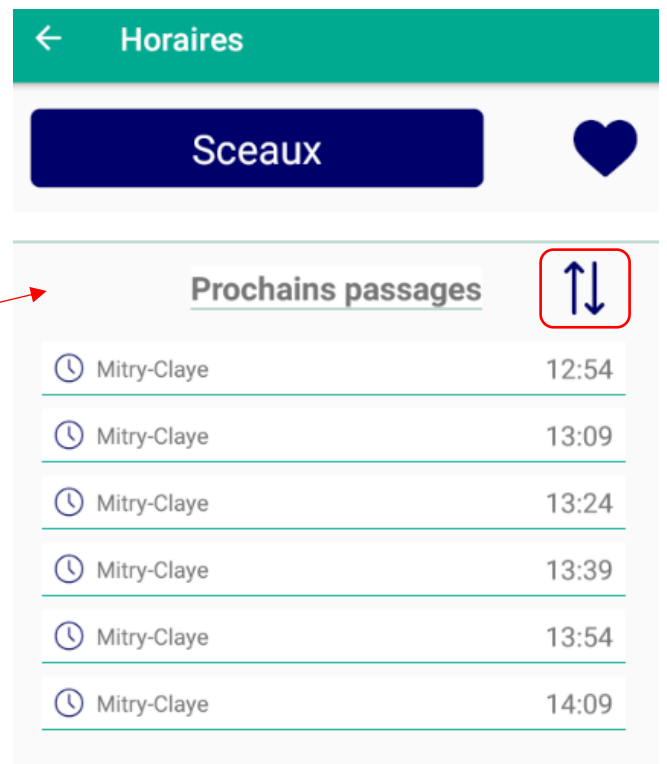 Horaires
Sceaux
Prochains passages
Mitry-Claye 12:54
Mitry-Claye 13:09
Mitry-Claye 13:24
Mitry-Claye 13:39
Mitry-Claye 13:54
Mitry-Claye 14:09